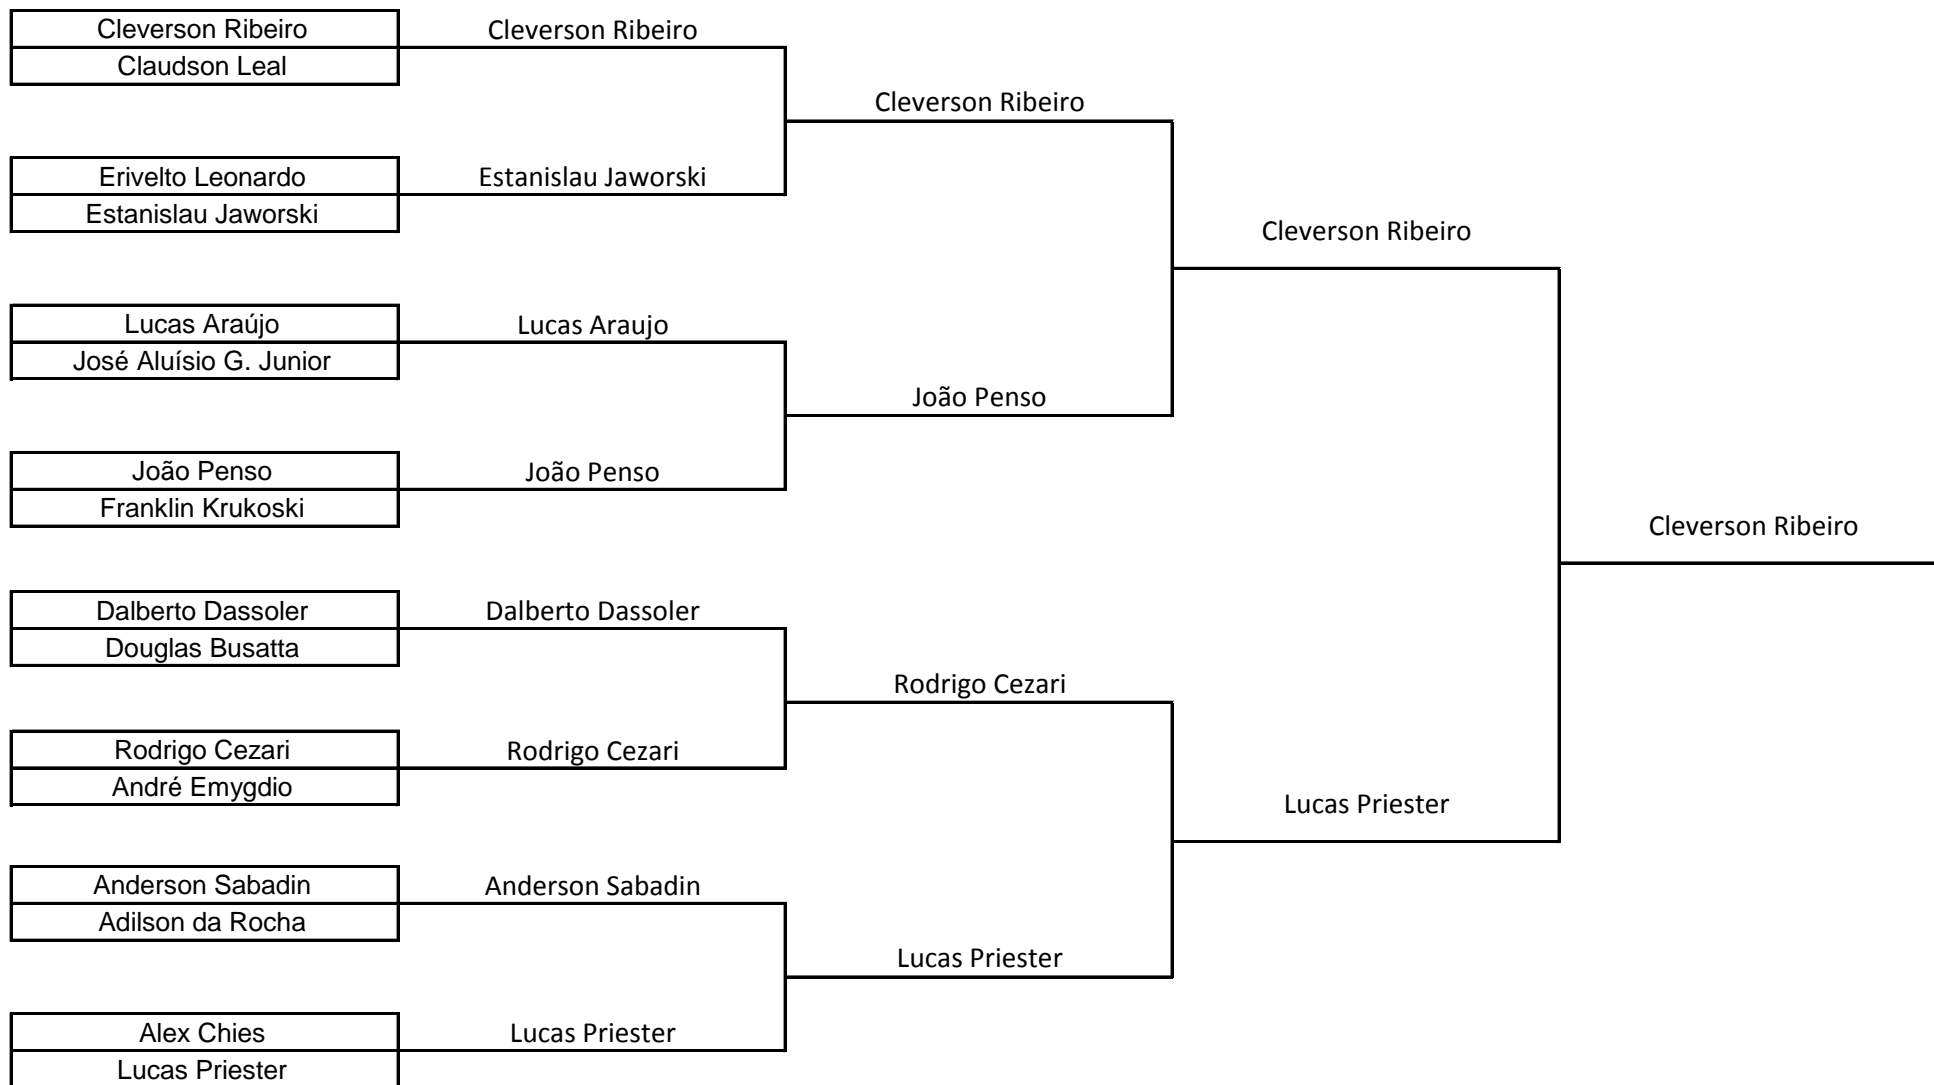 Cleverson Ribeiro
Claudson Leal
Erivelto Leonardo
Estanislau Jaworski
Lucas Araújo
José Aluísio G. Junior
João Penso
Franklin Krukoski
Dalberto Dassoler
Douglas Busatta
Rodrigo Cezari
André Emygdio
Anderson Sabadin
Adilson da Rocha
Alex Chies
Lucas Priester
Cleverson Ribeiro
Estanislau Jaworski
Lucas Araujo
João Penso
Dalberto Dassoler
Rodrigo Cezari
Anderson Sabadin
Lucas Priester
Cleverson Ribeiro
João Penso
Rodrigo Cezari
Lucas Priester
Cleverson Ribeiro
Lucas Priester
Cleverson Ribeiro